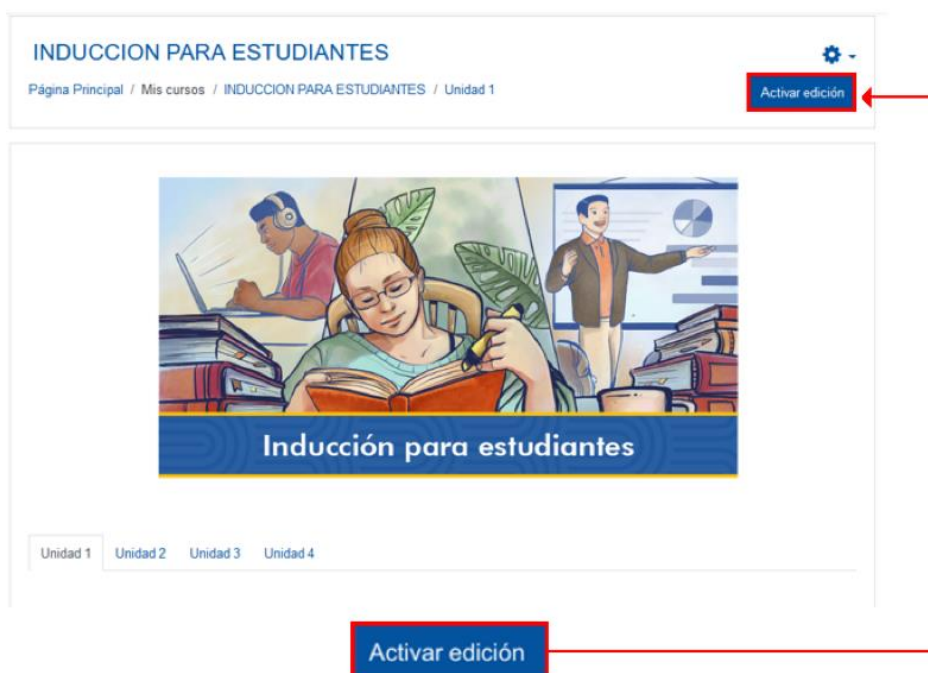 INDUCCION PARA ESTUDIANTES
Página Principal / Mis cursos / INDUCCION PARA ESTUDIANTES / Unidad 1
Activar edición
Inducción para estudiantes
Unidad 1 Unidad 2 Unidad 3 Unidad 4
Activar edición